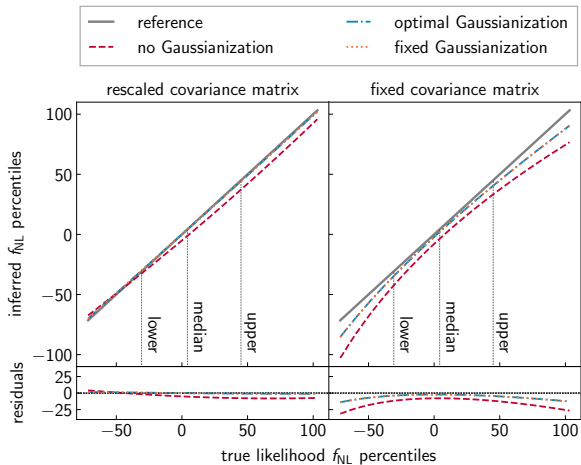 reference
optimal Gaussianization
no Gaussianization
fixed Gaussianization
rescaled covariance matrix
fixed covariance matrix
inferred fNL percentiles
100
50
0
−50
−100
lower
median
upper
lower
median
upper
residuals
25
0
−25
−50
0
50
100
−50
0
50
100
true likelihood fNL percentiles